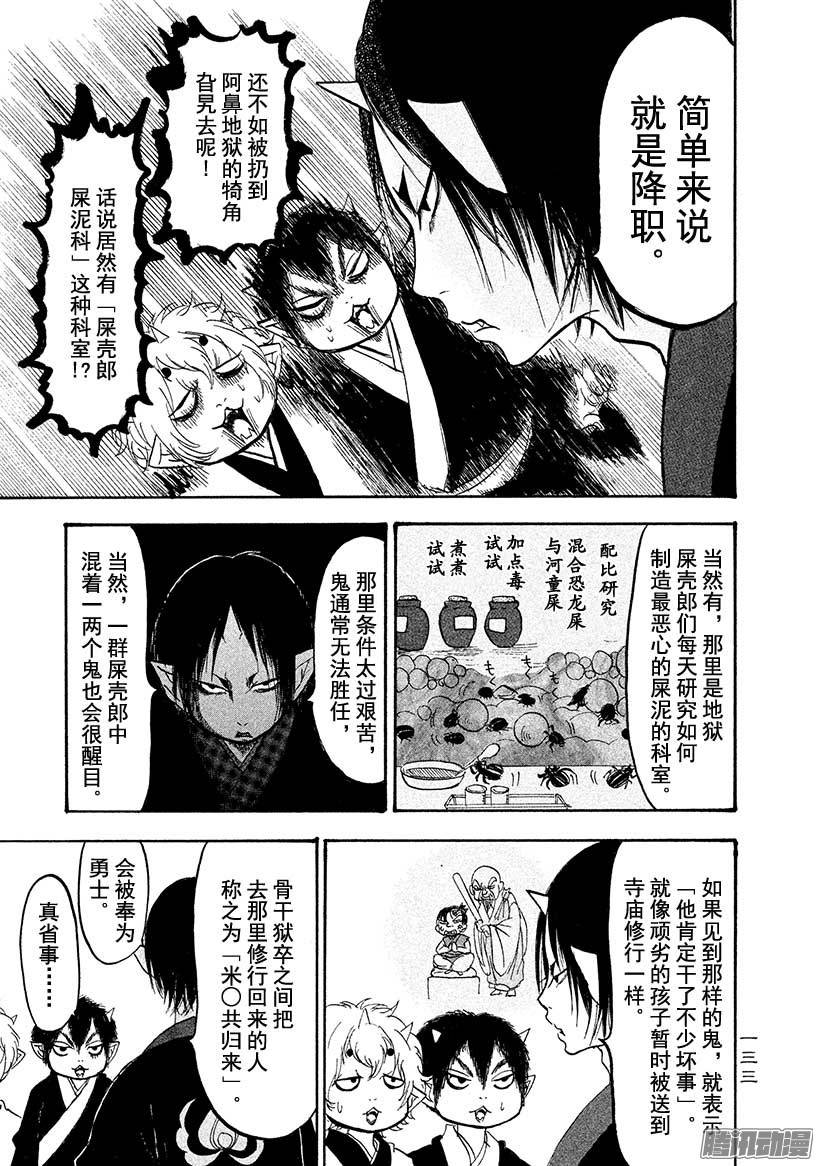 简单来说
就是降职。
还不如被扔到
阿鼻地狱的犄角
旮旯去呢！
话说居然有「屎壳郎
屎泥科」这种科室！？
当然有，那里是地狱
屎壳郎们每天研究如何
制造最恶心的屎泥的科室。
配比研究
混合恐龙屎
与河童屎
加点毒
试试
煮煮
试试
那里条件太过艰苦，
鬼通常无法胜任，
当然，一群屎壳郎中
混着一两个鬼也会很醒目。
如果见到那样的鬼，就表示
「他肯定干了不少坏事」。
就像顽劣的孩子暂时被送到
寺庙修行一样。
骨干狱卒之间把
去那里修行回来的人
称之为「米〇共归来」。
会被奉为
勇士。
真省事……
一三三
腾讯动漫